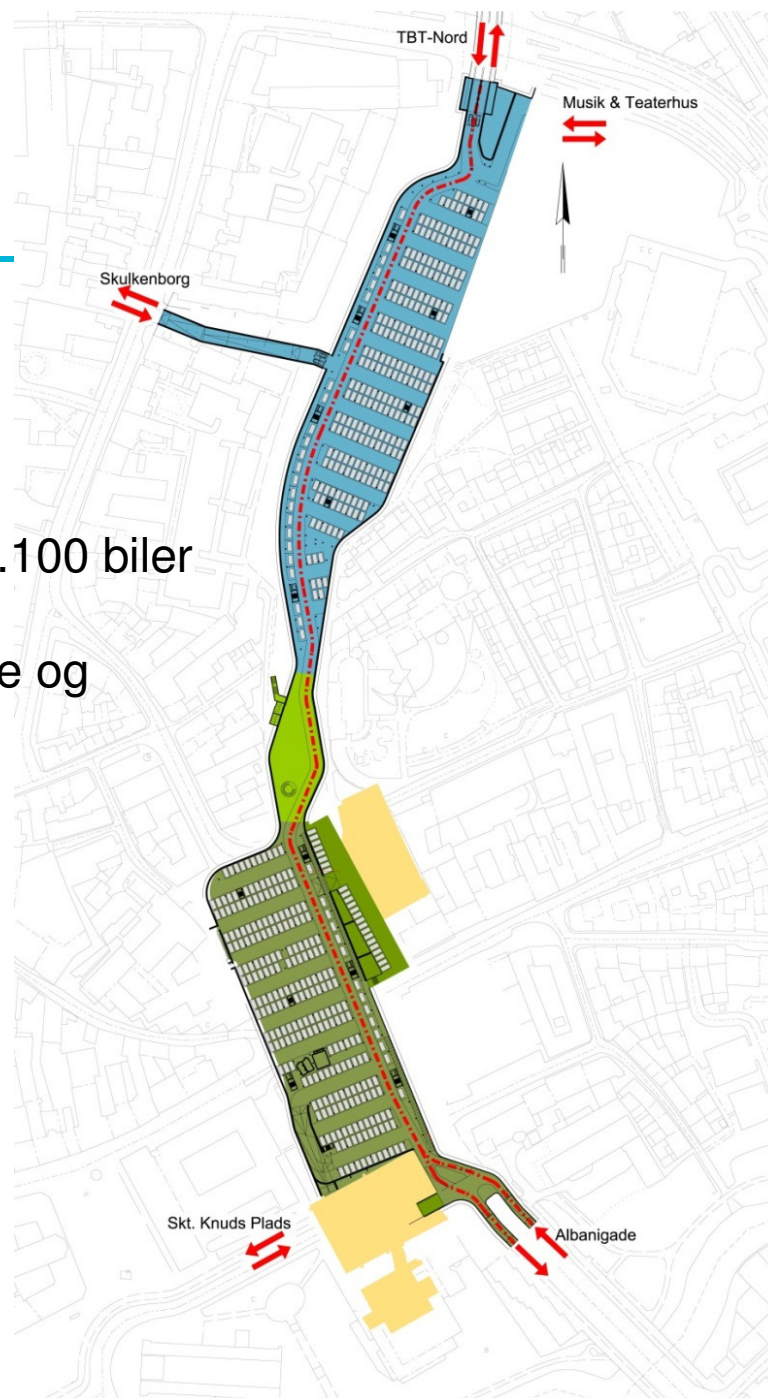 TBT-Nord
Musik & Teaterhus
Skulkenborg
.100 biler
e og
Skt. Knuds Plads
Albanigade